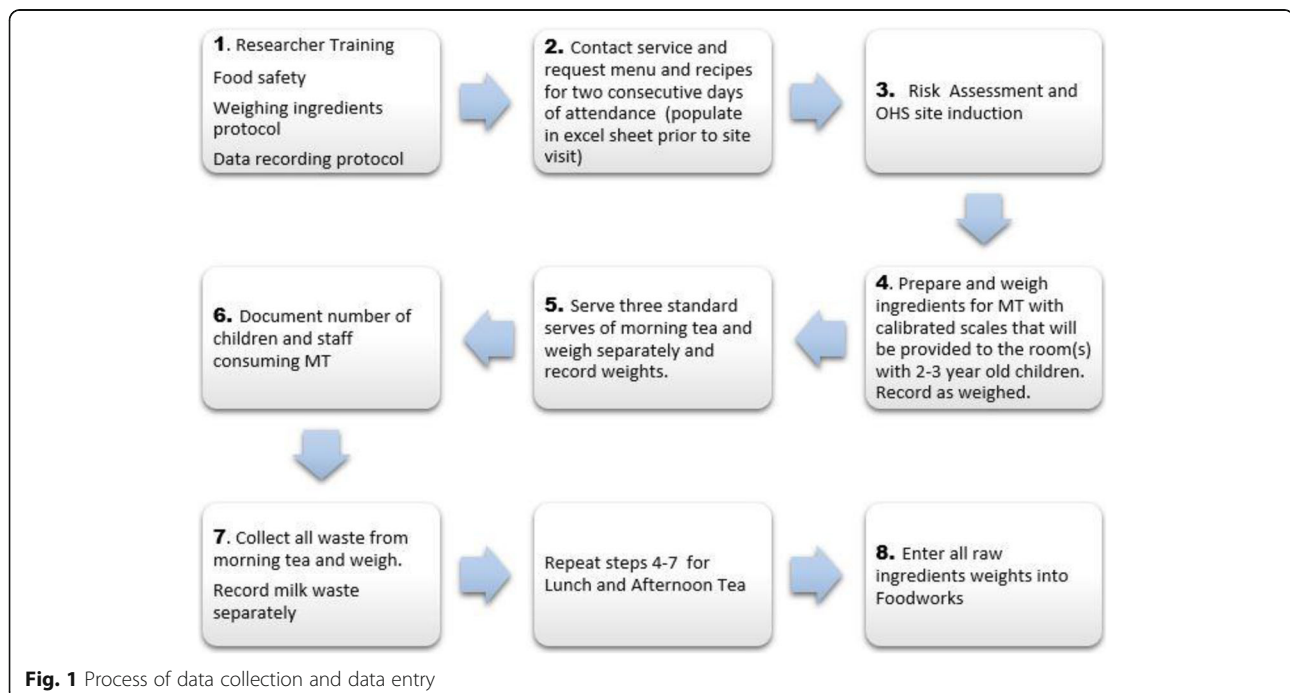 1. Researcher Training
Food safety
Weighing ingredients
protocol
Data recording protocol
2. Contact service and
request menu and recipes
for two consecutive days
of attendance (populate
in excel sheet prior to site
visit)
3. Risk Assessment and
OHS site induction
4. Prepare and weigh
ingredients for MT with
calibrated scales that will
be provided to the room(s)
with 2-3 year old children.
Record as weighed.
5. Serve three standard
serves of morning tea and
weigh separately and
record weights.
6. Document number of
children and staff
consuming MT
7. Collect all waste from
morning tea and weigh.
Record milk waste
separately
Repeat steps 4-7 for
Lunch and Afternoon Tea
8. Enter all raw
ingredients weights into
Foodworks
Fig. 1 Process of data collection and data entry